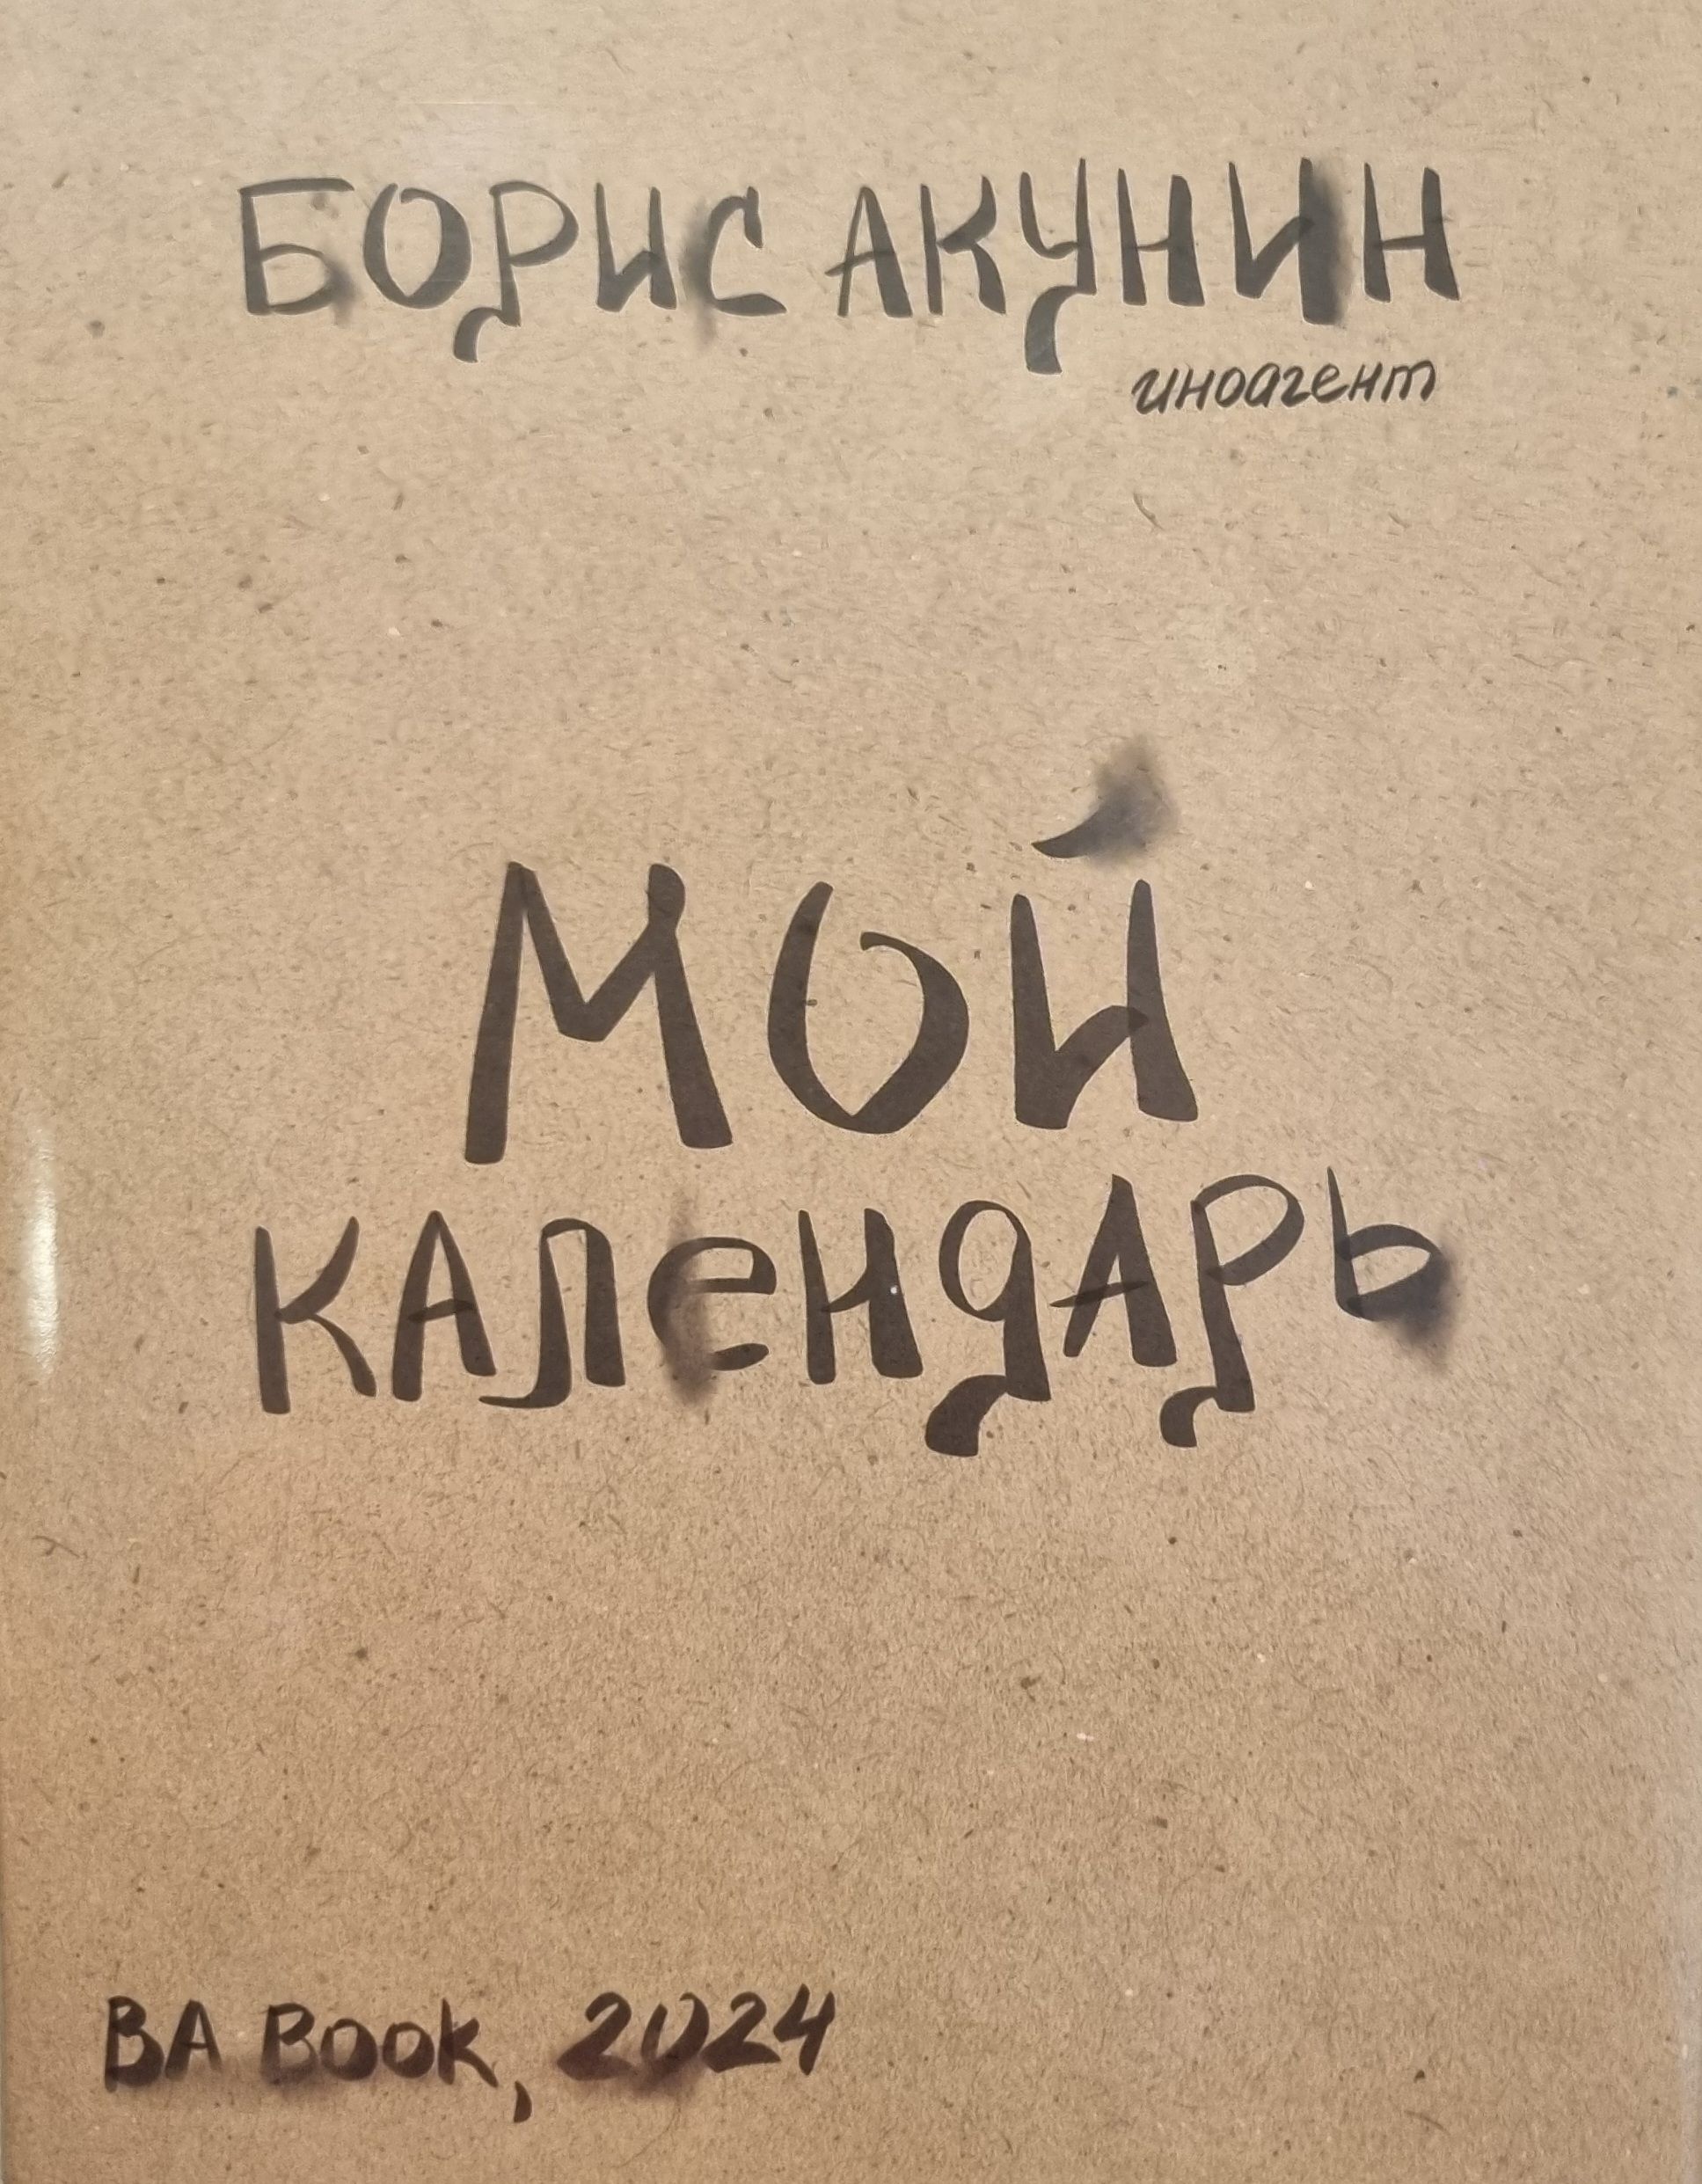 БОРИС АКУНИН
иноагент
МОЙ
КАЛЕНДАРЬ
BA Book, 2024